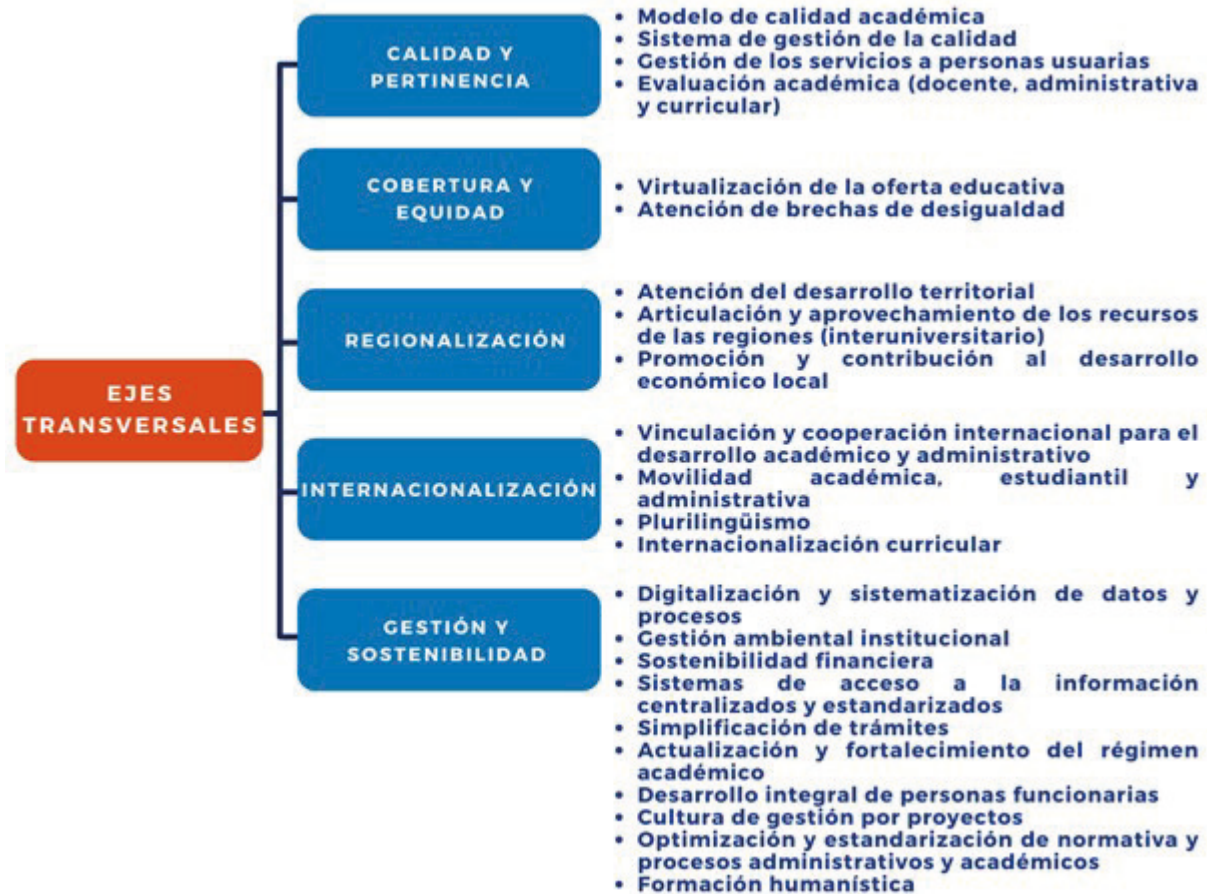 EJES
TRANSVERSALES
CALIDAD Y
PERTINENCIA
• Modelo de calidad académica
• Sistema de gestión de la calidad
• Gestión de los servicios a personas usuarias
• Evaluación académica (docente, administrativa
y curricular)
COBERTURA Y
EQUIDAD
• Virtualización de la oferta educativa
• Atención de brechas de desigualdad
REGIONALIZACIÓN
• Atención del desarrollo territorial
• Articulación y aprovechamiento de los recursos
de las regiones (interuniversitario)
• Promoción y contribución al desarrollo
económico local
INTERNACIONALIZACIÓN
• Vinculación y cooperación internacional para el
desarrollo académico y administrativo
• Movilidad académica, estudiantil y
administrativa
• Plurilingüismo
• Internacionalización curricular
GESTIÓN Y
SOSTENIBILIDAD
• Digitalización y sistematización de datos y
procesos
• Gestión ambiental institucional
• Sostenibilidad financiera
• Sistemas de acceso a la información
centralizados y estandarizados
• Simplificación de trámites
• Actualización y fortalecimiento del régimen
académico
• Desarrollo integral de personas funcionarias
• Cultura de gestión por proyectos
• Optimización y estandarización de normativa y
procesos administrativos y académicos
• Formación humanística